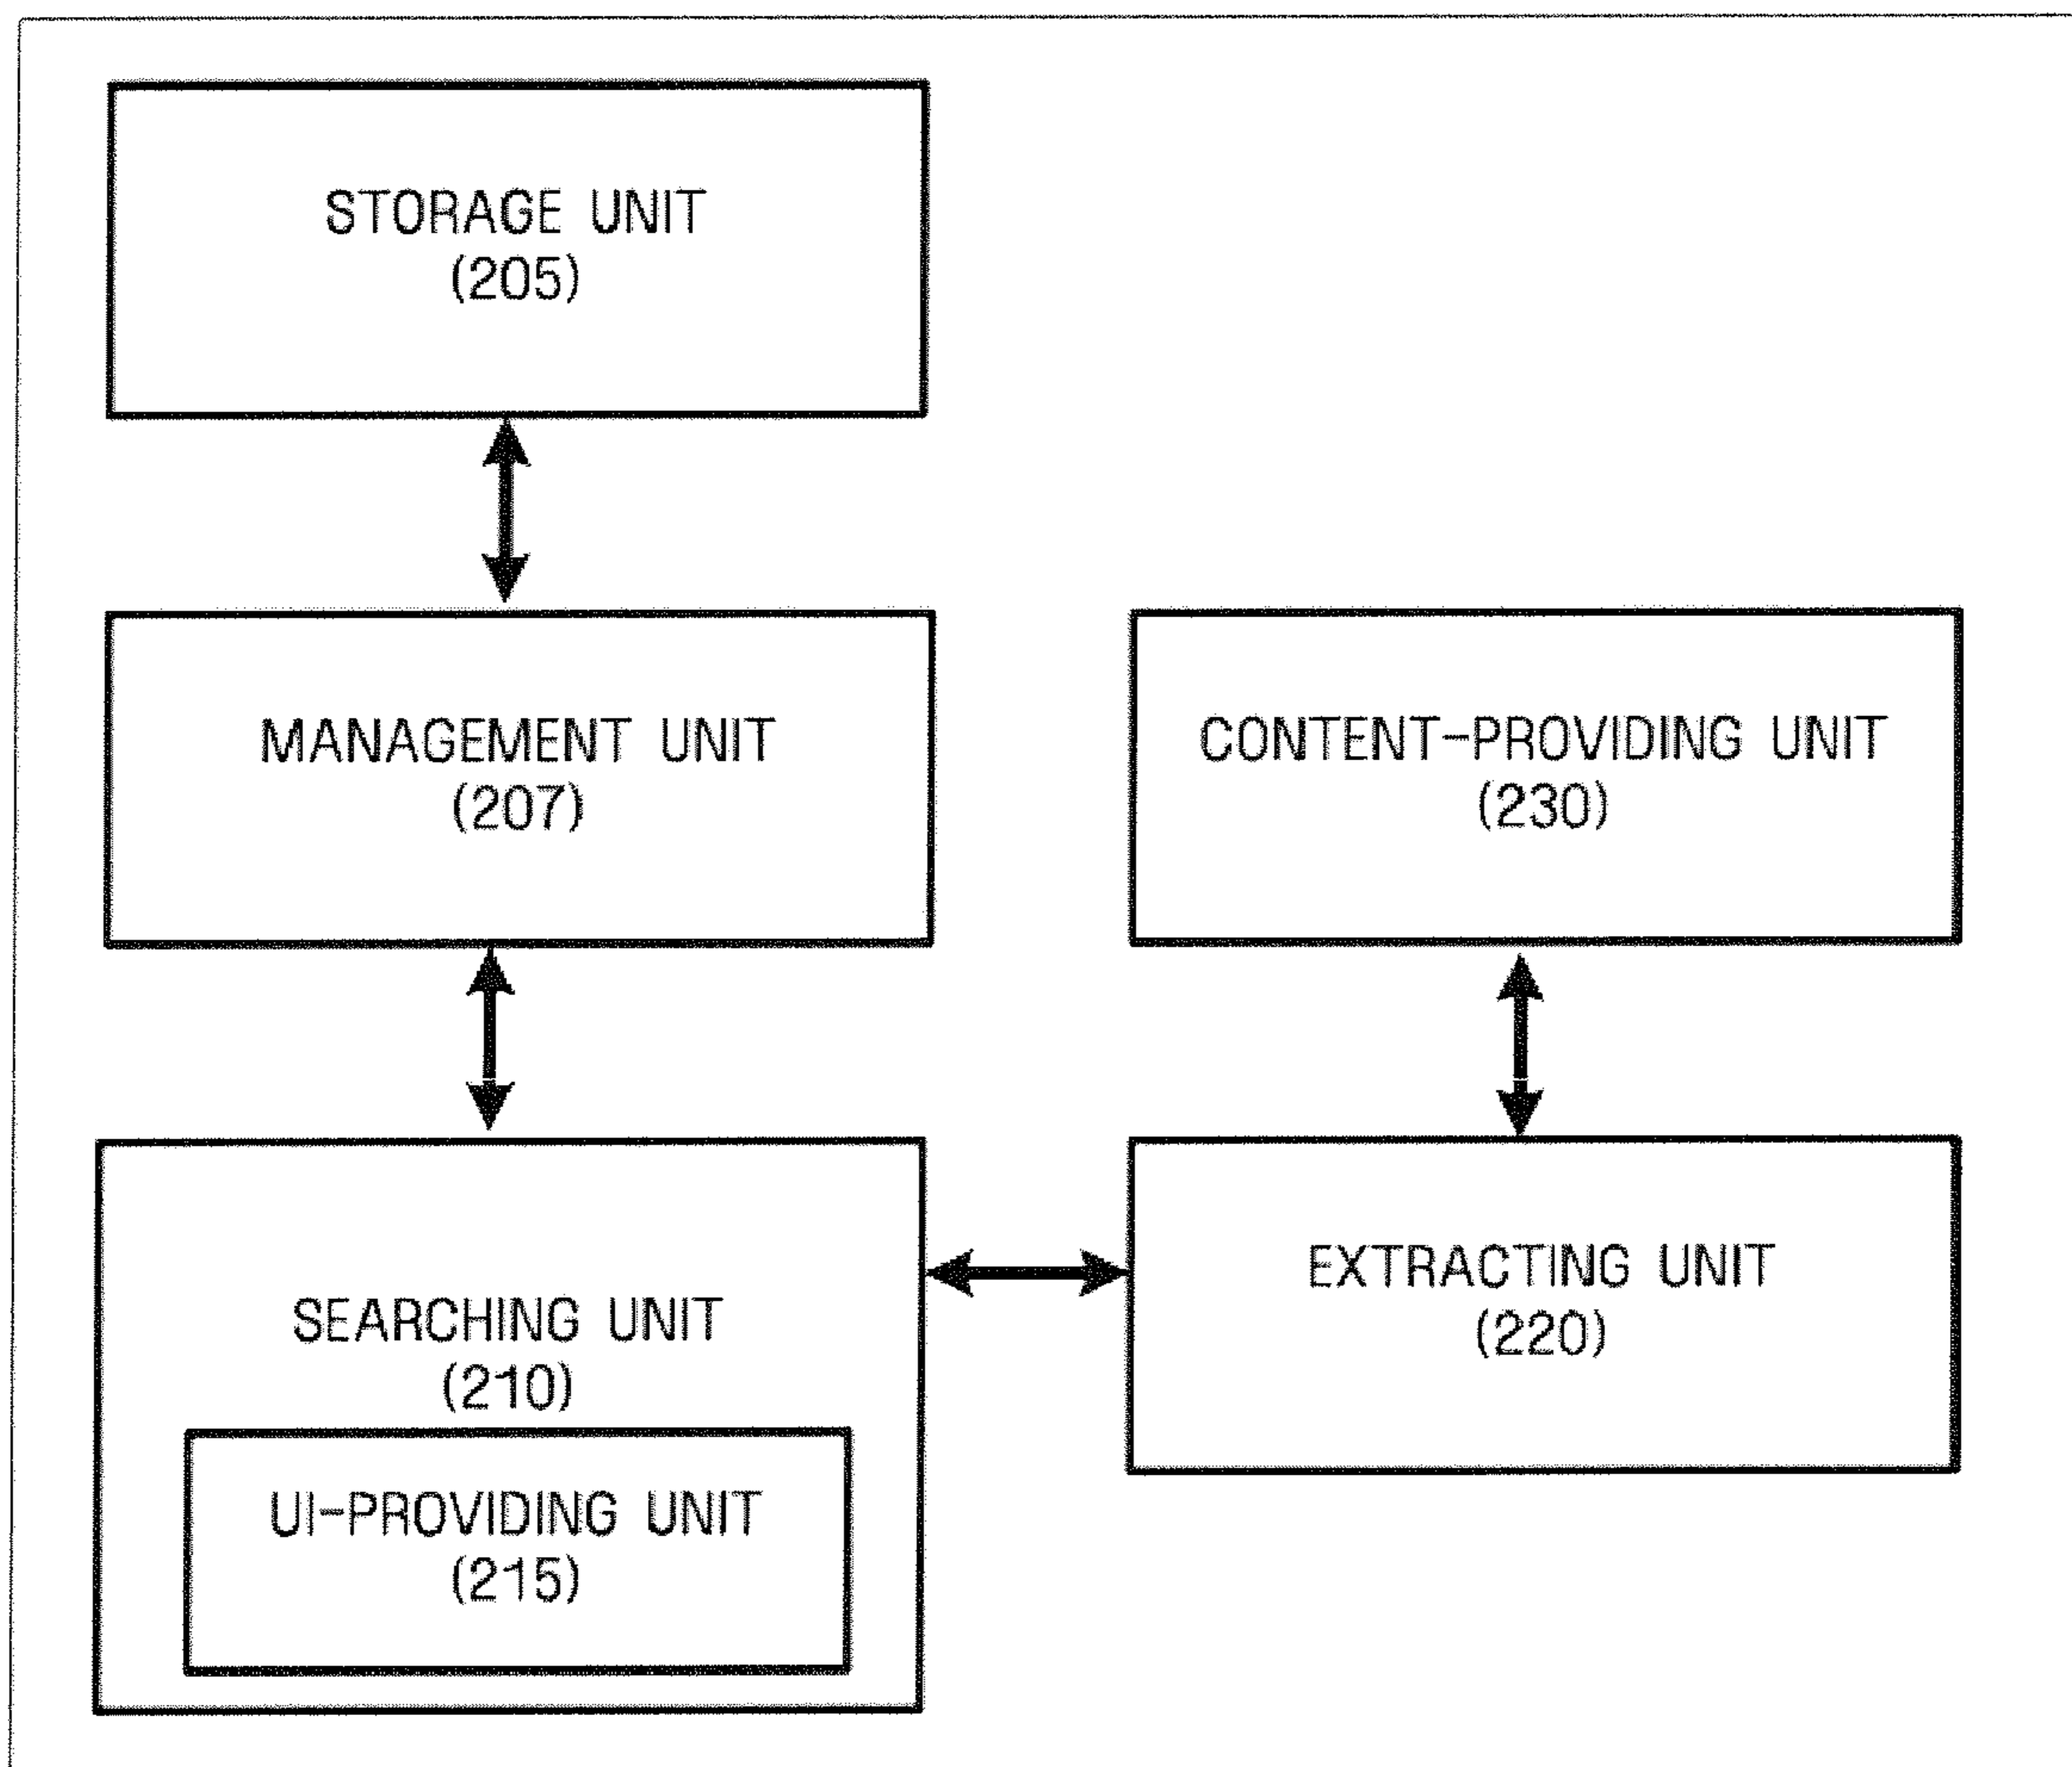 STORAGE UNIT
(205)
MANAGEMENT UNIT
(207)
CONTENT-PROVIDING UNIT
(230)
SEARCHING UNIT
(210)
UI-PROVIDING UNIT
(215)
EXTRACTING UNIT
(220)